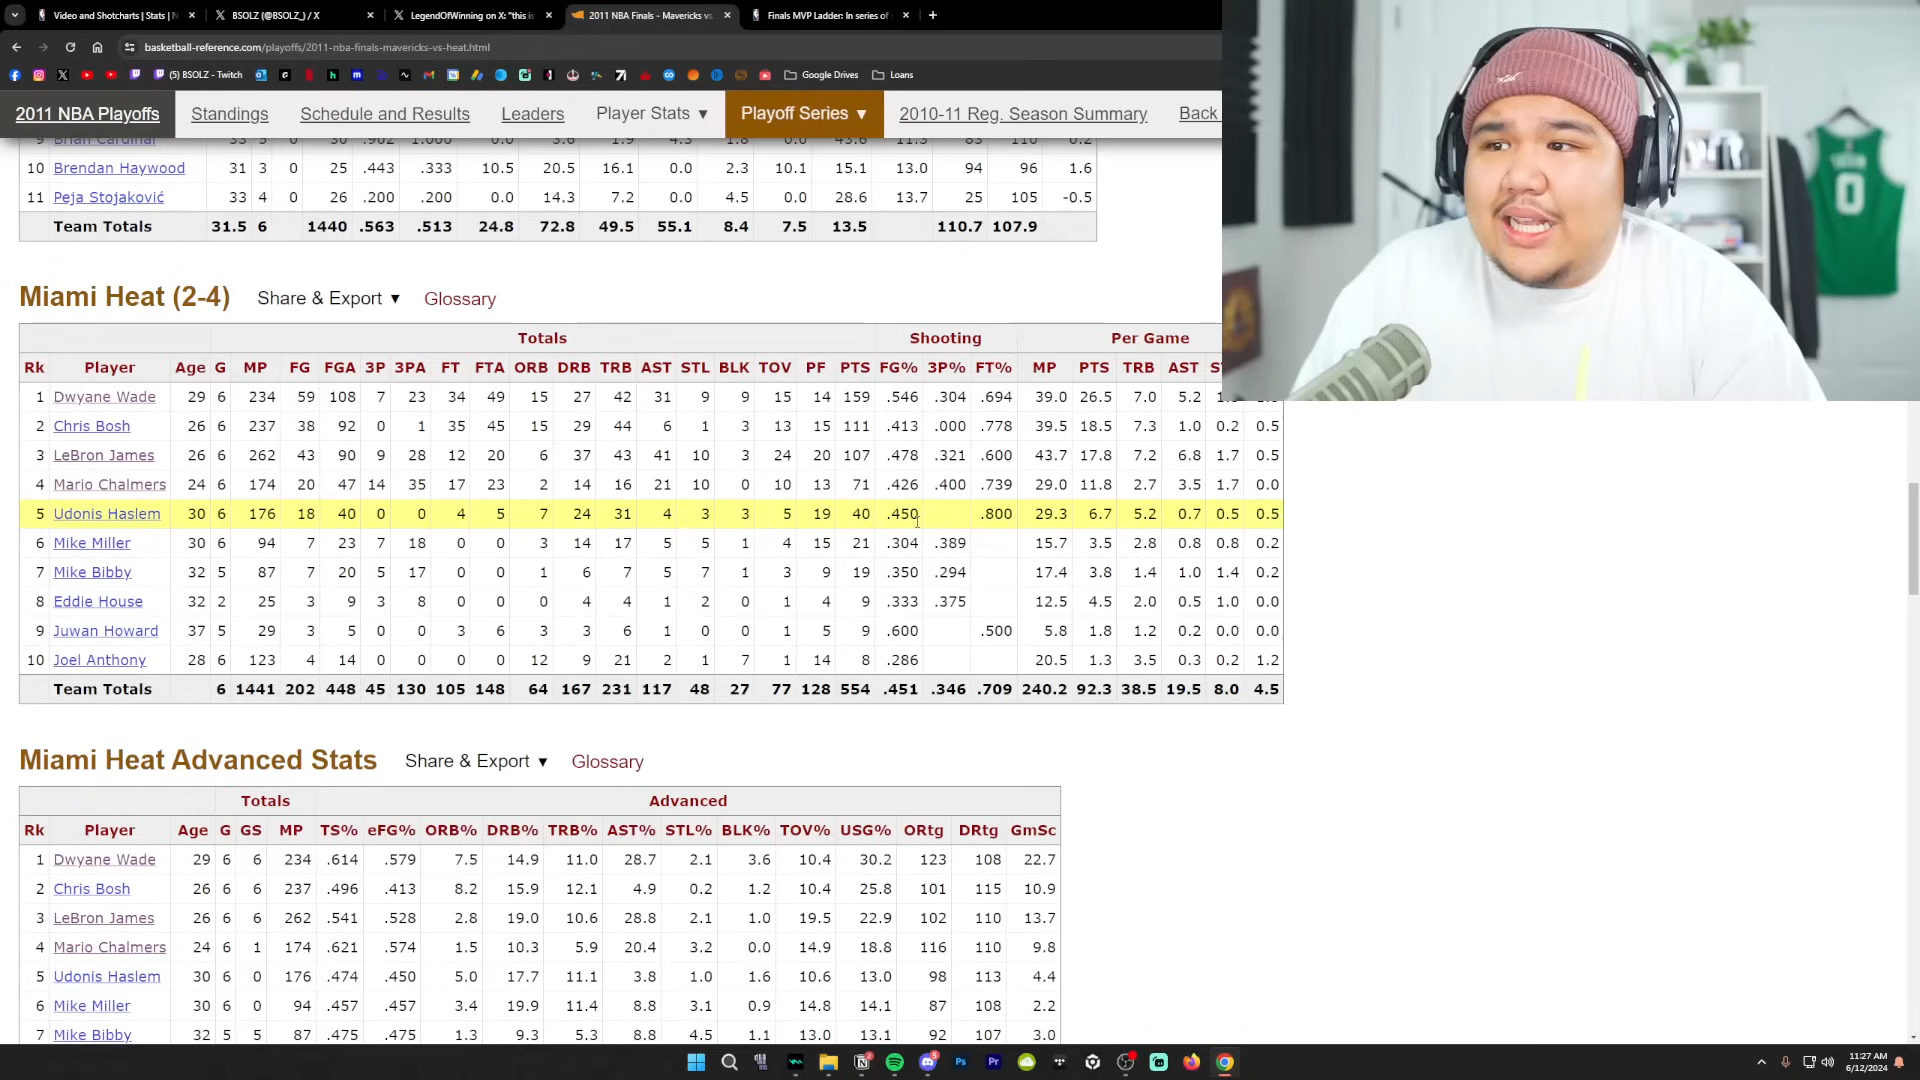 Video and Shotcharts | Stats | N
BSOLZ (@BSOLZ_) / X
LegendOfWinning on X: "this is
2011 NBA Finals - Mavericks vs.
Finals MVP Ladder: In series of
basketball-reference.com/playoffs/2011-nba-finals-mavericks-vs-heat.html
(5) BSOLZ - Twitch Google Drives Loans
2011 NBA Playoffs Standings Schedule and Results Leaders Player Stats ▼ Playoff Series ▼ 2010-11 Reg. Season Summary Back
9 Brian Cardinal 33 5 0 30 .902 1.000 0.0 3.6 1.9 4.3 1.8 0.0 43.6 11.3 83 110 0.2
10 Brendan Haywood 31 3 0 25 .443 .333 10.5 20.5 16.1 0.0 2.3 10.1 15.1 13.0 94 96 1.6
11 Peja Stojaković 33 4 0 26 .200 .200 0.0 14.3 7.2 0.0 4.5 0.0 28.6 13.7 25 105 -0.5
Team Totals 31.5 6 1440 .563 .513 24.8 72.8 49.5 55.1 8.4 7.5 13.5 110.7 107.9
Miami Heat (2-4) Share & Export ▼ Glossary
Totals Shooting Per Game
Rk Player Age G MP FG FGA 3P 3PA FT FTA ORB DRB TRB AST STL BLK TOV PF PTS FG% 3P% FT% MP PTS TRB AST
1 Dwyane Wade 29 6 234 59 108 7 23 34 49 15 27 42 31 9 9 15 14 159 .546 .304 .694 39.0 26.5 7.0 5.2
2 Chris Bosh 26 6 237 38 92 0 1 35 45 15 29 44 6 1 3 13 15 111 .413 .000 .778 39.5 18.5 7.3 1.0 0.2 0.5
3 LeBron James 26 6 262 43 90 9 28 12 20 6 37 43 41 10 3 24 20 107 .478 .321 .600 43.7 17.8 7.2 6.8 1.7 0.5
4 Mario Chalmers 24 6 174 20 47 14 35 17 23 2 14 16 21 10 0 10 13 71 .426 .400 .739 29.0 11.8 2.7 3.5 1.7 0.0
5 Udonis Haslem 30 6 176 18 40 0 0 4 5 7 24 31 4 3 3 5 19 40 .450 .800 29.3 6.7 5.2 0.7 0.5 0.5
6 Mike Miller 30 6 94 7 23 7 18 0 0 3 14 17 5 5 1 4 15 21 .304 .389 15.7 3.5 2.8 0.8 0.8 0.2
7 Mike Bibby 32 5 87 7 20 5 17 0 0 1 6 7 5 7 1 3 9 19 .350 .294 17.4 3.8 1.4 1.0 1.4 0.2
8 Eddie House 32 2 25 3 9 3 8 0 0 0 4 4 1 2 0 1 4 9 .333 .375 12.5 4.5 2.0 0.5 1.0 0.0
9 Juwan Howard 37 5 29 3 5 0 0 3 6 3 3 6 1 0 0 1 5 9 .600 .500 5.8 1.8 1.2 0.2 0.0 0.0
10 Joel Anthony 28 6 123 4 14 0 0 0 0 12 9 21 2 1 7 1 14 8 .286 20.5 1.3 3.5 0.3 0.2 1.2
Team Totals 6 1441 202 448 45 130 105 148 64 167 231 117 48 27 77 128 554 .451 .346 .709 240.2 92.3 38.5 19.5 8.0 4.5
Miami Heat Advanced Stats Share & Export ▼ Glossary
Totals Advanced
Rk Player Age G GS MP TS% eFG% ORB% DRB% TRB% AST% STL% BLK% TOV% USG% ORtg DRtg GmSc
1 Dwyane Wade 29 6 6 234 .614 .579 7.5 14.9 11.0 28.7 2.1 3.6 10.4 30.2 123 108 22.7
2 Chris Bosh 26 6 6 237 .496 .413 8.2 15.9 12.1 4.9 0.2 1.2 10.4 25.8 101 115 10.9
3 LeBron James 26 6 6 262 .541 .528 2.8 19.0 10.6 28.8 2.1 1.0 19.5 22.9 102 110 13.7
4 Mario Chalmers 24 6 1 174 .621 .574 1.5 10.3 5.9 20.4 3.2 0.0 14.9 18.8 116 110 9.8
5 Udonis Haslem 30 6 0 176 .474 .450 5.0 17.7 11.1 3.8 1.0 1.6 10.6 13.0 98 113 4.4
6 Mike Miller 30 6 0 94 .457 .457 3.4 19.9 11.4 8.8 3.1 0.9 14.8 14.1 87 108 2.2
7 Mike Bibby 32 5 5 87 .475 .475 1.3 9.3 5.3 8.8 4.5 1.1 13.0 13.1 92 107 3.0
11:27 AM
6/12/2024
0